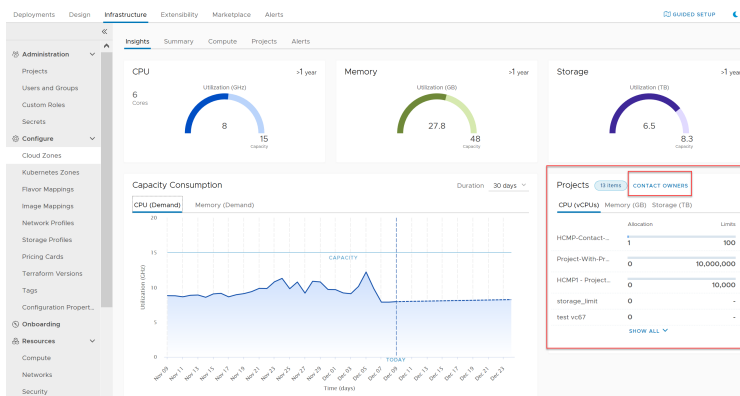 Deployments Design Infrastructure Extensibility Marketplace Alerts
GUIDED SETUP
Insights Summary Compute Projects Alerts
Administration
Projects
Users and Groups
Custom Roles
Secrets
Configure
Cloud Zones
Kubernetes Zones
Flavor Mappings
Image Mappings
Network Profiles
Storage Profiles
Pricing Cards
Terraform Versions
Tags
Configuration Propert...
Onboarding
Resources
Compute
Networks
Security
CPU >1 year
6
Cores
Utilization (GHz)
8
15
Capacity
Memory >1 year
Utilization (GB)
27.8
48
Capacity
Storage >1 year
Utilization (TB)
6.5
8.3
Capacity
Capacity Consumption Duration 30 days
CPU (Demand) Memory (Demand)
Utilization (GHz)
20
15
10
5
0
CAPACITY
TODAY
Nov 09 Nov 11 Nov 13 Nov 15 Nov 17 Nov 19 Nov 21 Nov 23 Nov 25 Nov 27 Nov 29 Dec 01 Dec 03 Dec 05 Dec 07 Dec 09 Dec 11 Dec 13 Dec 15 Dec 17 Dec 19 Dec 21 Dec 23
Time (days)
Projects 13 items CONTACT OWNERS
CPU (vCPUs) Memory (GB) Storage (TB)
Allocation Limits
HCMP-Contact-... 1 100
Project-With-Pr... 0 10,000,000
HCMP1 - Project... 0 10,000
storage_limit 0 -
test vc67 0 -
SHOW ALL